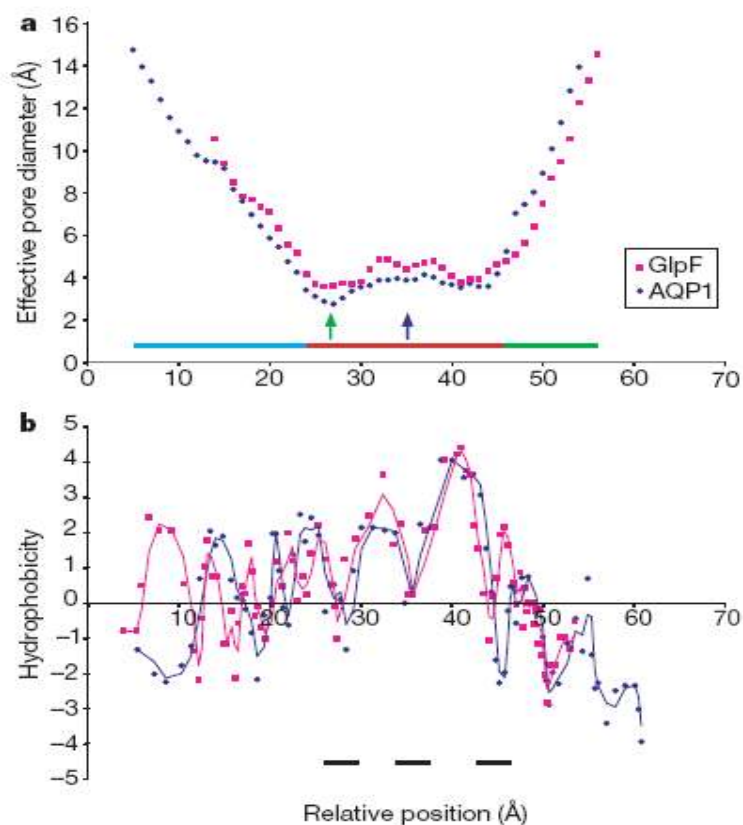 a
Effective pore diameter (Å)
16
14
12
10
8
6
4
2
0
GlpF
AQP1
0 10 20 30 40 50 60 70
b
Hydrophobicity
5
4
3
2
1
0
−1
−2
−3
−4
−5
10 20 30 40 50 60 70
Relative position (Å)